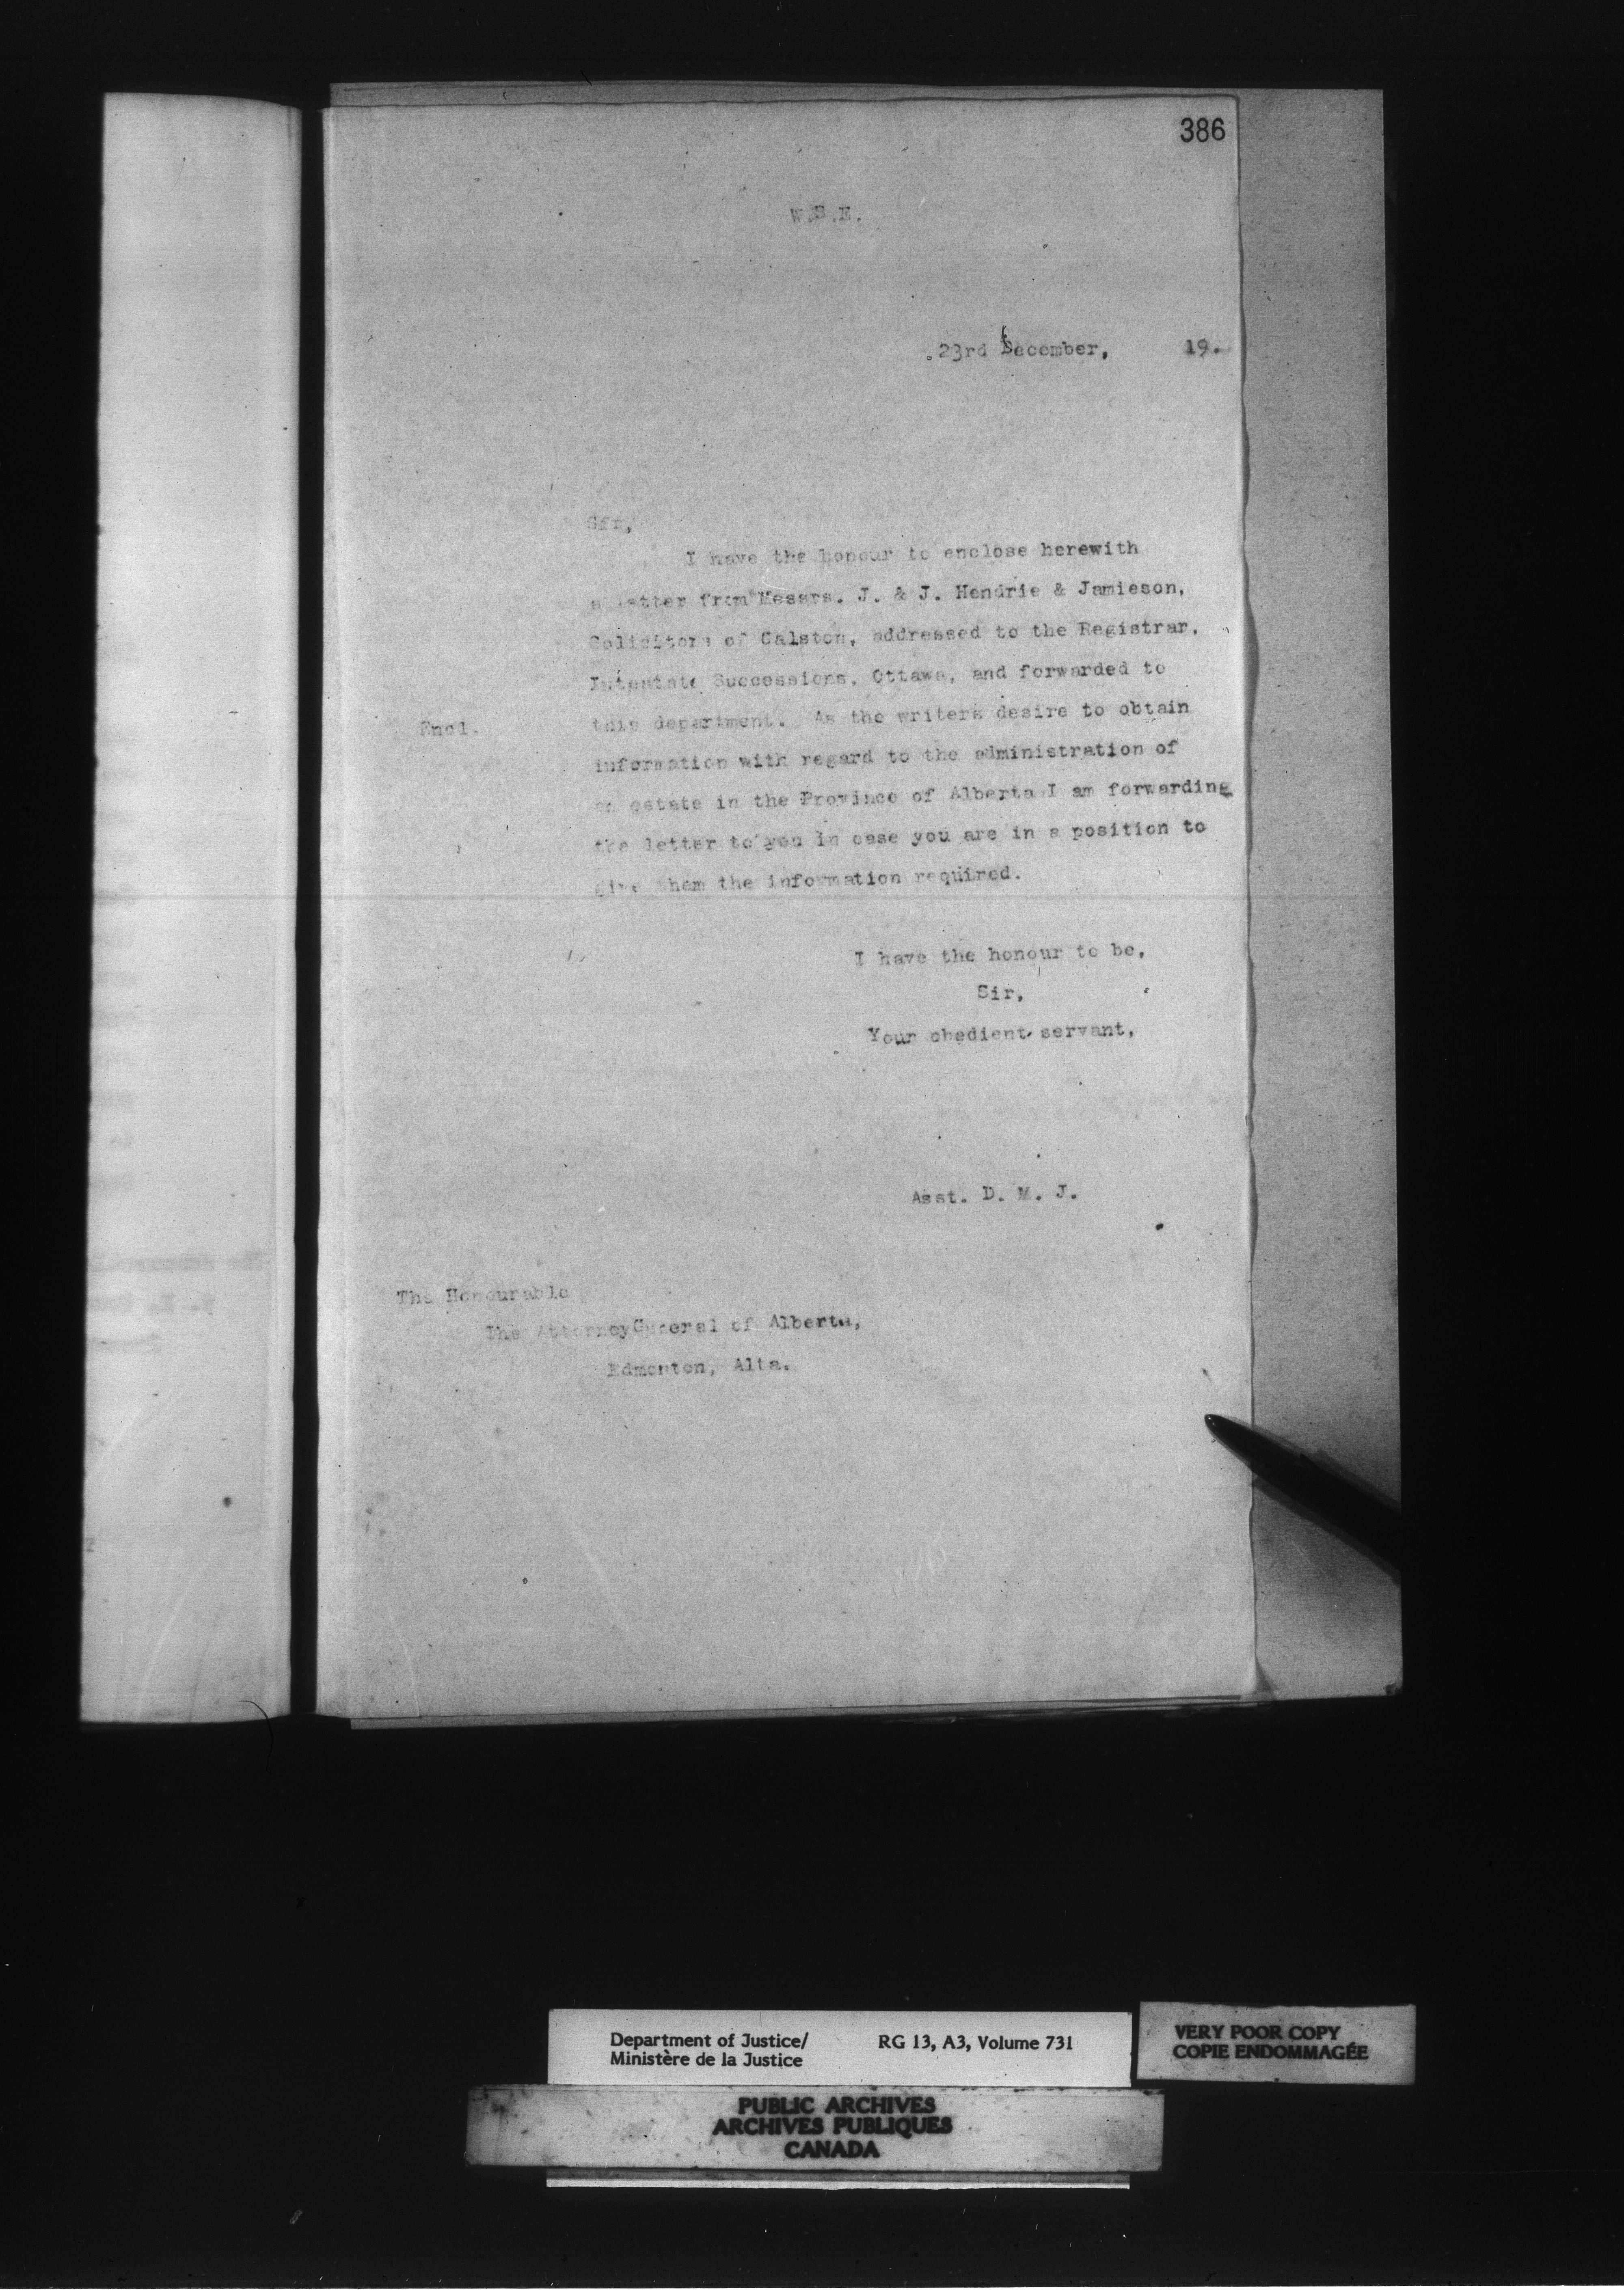 386
W.S.E.
23rd December, 19.
Sir,
I have the honour to enclose herewith
a letter from Messrs. J. & J. Hendrie & Jamieson,
Solicitors of Galston, addressed to the Registrar,
Intestate Successions, Ottawa, and forwarded to
Encl.
this department. As the writers desire to obtain
information with regard to the administration of
an estate in the Province of Alberta I am forwarding
the letter to you in case you are in a position to
give them the information required.
I have the honour to be,
Sir,
Your obedient servant,
Asst. D. M. J.
The Honourable
The Attorney General of Alberta,
Edmonton, Alta.
Department of Justice/
Ministère de la Justice
RG 13, A3, Volume 731
VERY POOR COPY
COPIE ENDOMMAGÉE
PUBLIC ARCHIVES
ARCHIVES PUBLIQUES
CANADA